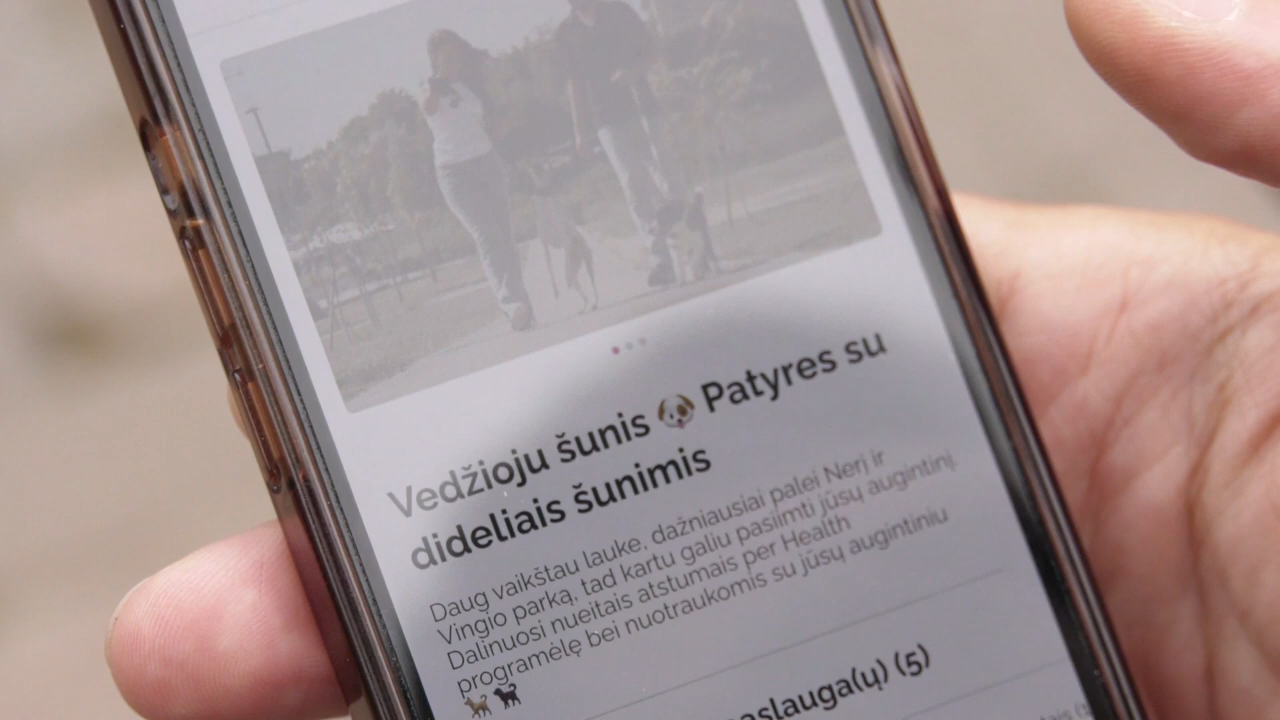 Vedžioju šunis 🐶 Patyres su
dideliais šunimis
Daug vaikštau lauke, dažniausiai palei Nerį ir
Vingio parką, tad kartu galiu pasiimti jūsų augintinį.
Dalinuosi nueitais atstumais per Health
programėlę bei nuotraukomis su jūsų augintiniu
🐕 🐈‍⬛
paslauga(ų) (5)